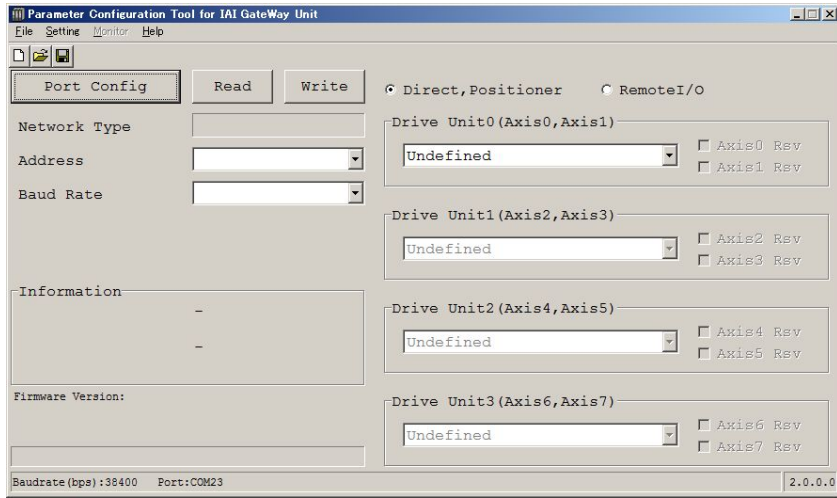 Parameter Configuration Tool for IAI GateWay Unit
File Setting Monitor Help
Port Config Read Write
Direct,Positioner RemoteI/O
Network Type
Address
Baud Rate
Information
-
-
Firmware Version:
Drive Unit0(Axis0,Axis1)
Undefined
Axis0 Rsv
Axis1 Rsv
Drive Unit1(Axis2,Axis3)
Undefined
Axis2 Rsv
Axis3 Rsv
Drive Unit2(Axis4,Axis5)
Undefined
Axis4 Rsv
Axis5 Rsv
Drive Unit3(Axis6,Axis7)
Undefined
Axis6 Rsv
Axis7 Rsv
Baudrate(bps):38400 Port:COM23 2.0.0.0